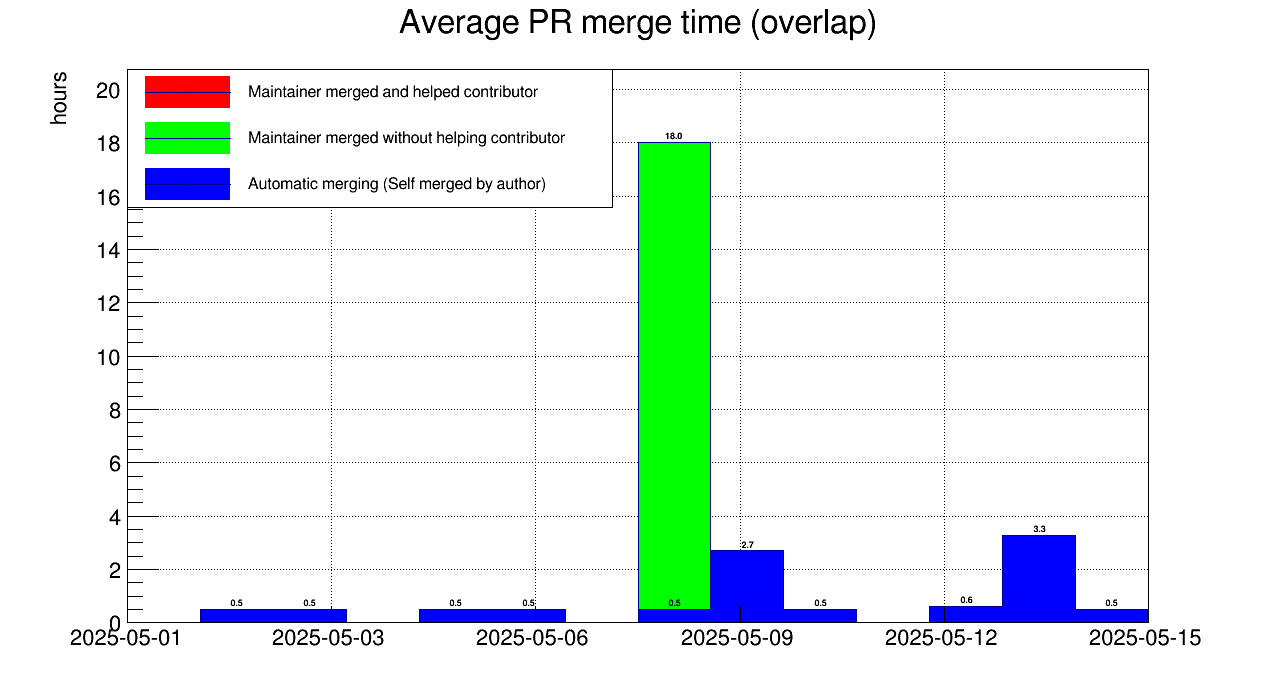 Average PR merge time (overlap)
hours
Maintainer merged and helped contributor
Maintainer merged without helping contributor
Automatic merging (Self merged by author)
20
18
16
14
12
10
8
6
4
2
0
18.0
3.3
2.7
0.5 0.5 0.5 0.5 0.5 0.5 0.6 0.5
2025-05-01 2025-05-03 2025-05-06 2025-05-09 2025-05-12 2025-05-15